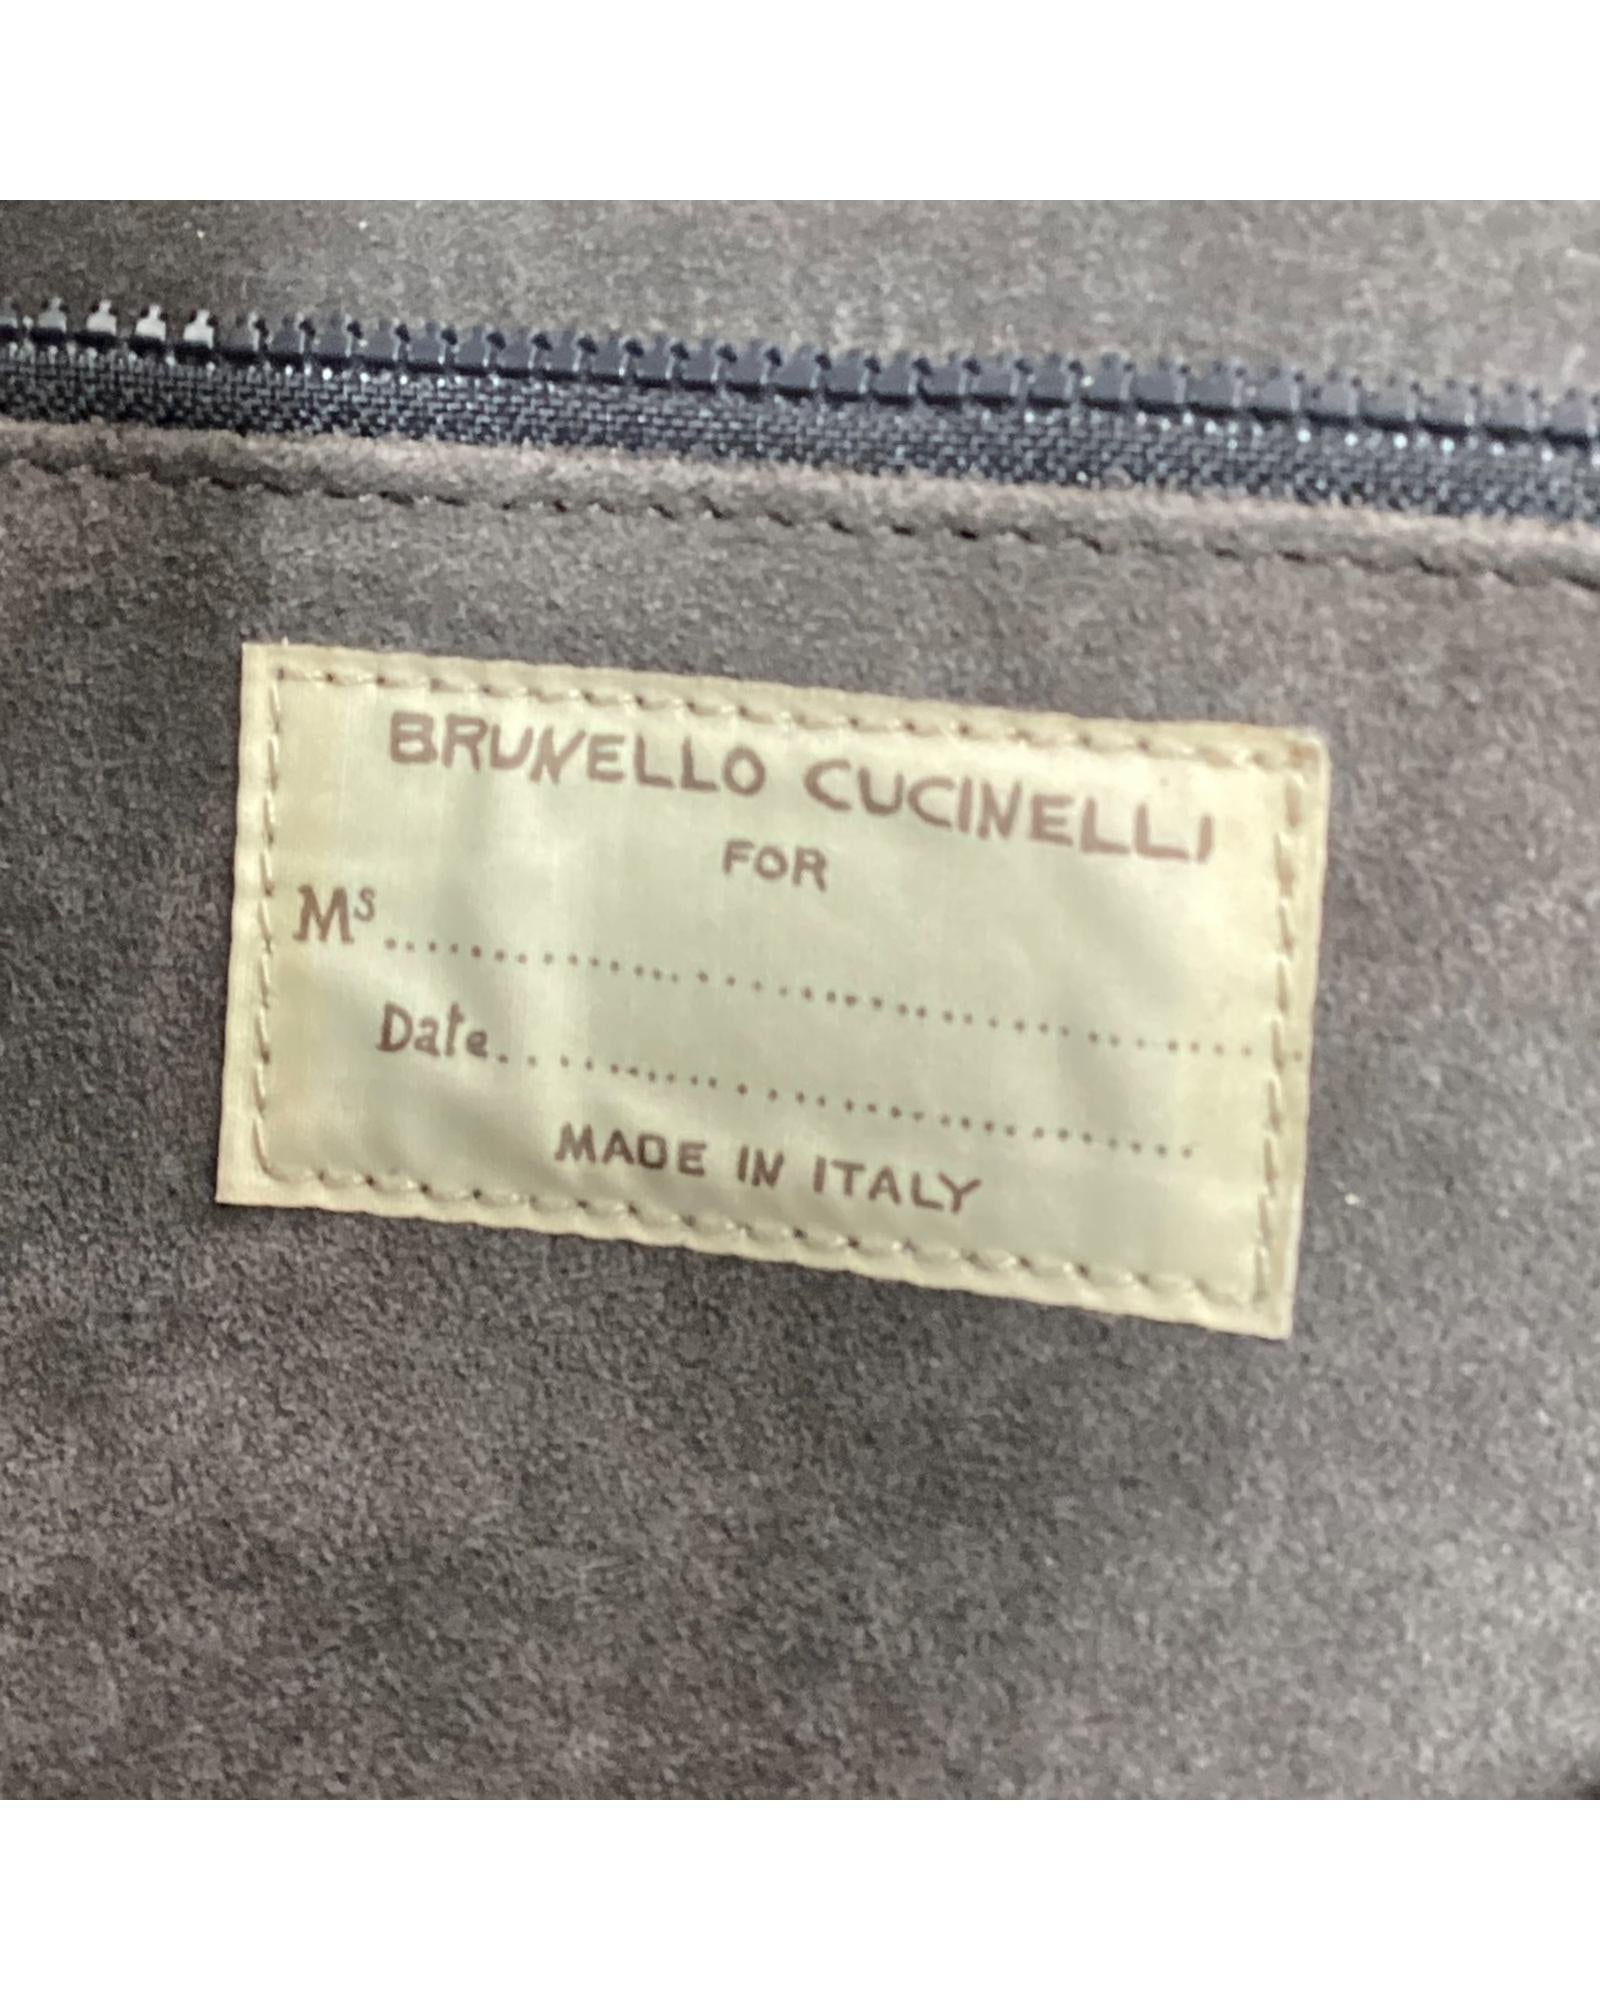 BRUNELLO CUCINELLI
FOR
Ms........................................
Date........................................
MADE IN ITALY